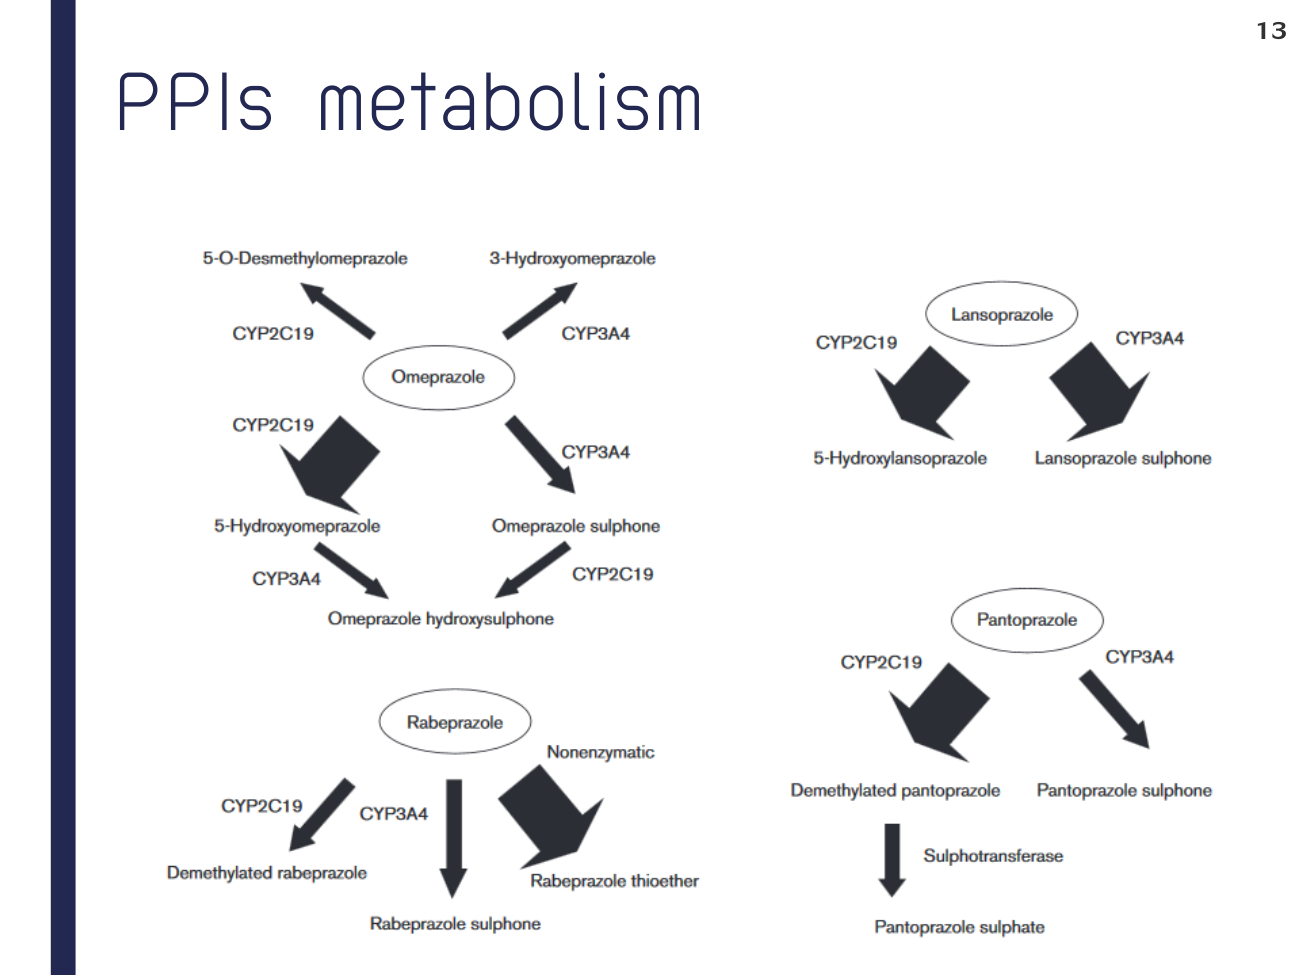 13
PPIs metabolism
5-O-Desmethylomeprazole
3-Hydroxyomeprazole
CYP2C19
CYP3A4
Omeprazole
CYP2C19
CYP3A4
5-Hydroxyomeprazole
Omeprazole sulphone
CYP3A4
CYP2C19
Omeprazole hydroxysulphone
Lansoprazole
CYP2C19
CYP3A4
5-Hydroxylansoprazole
Lansoprazole sulphone
Rabeprazole
Nonenzymatic
CYP2C19
CYP3A4
Demethylated rabeprazole
Rabeprazole thioether
Rabeprazole sulphone
Pantoprazole
CYP2C19
CYP3A4
Demethylated pantoprazole
Pantoprazole sulphone
Sulphotransferase
Pantoprazole sulphate